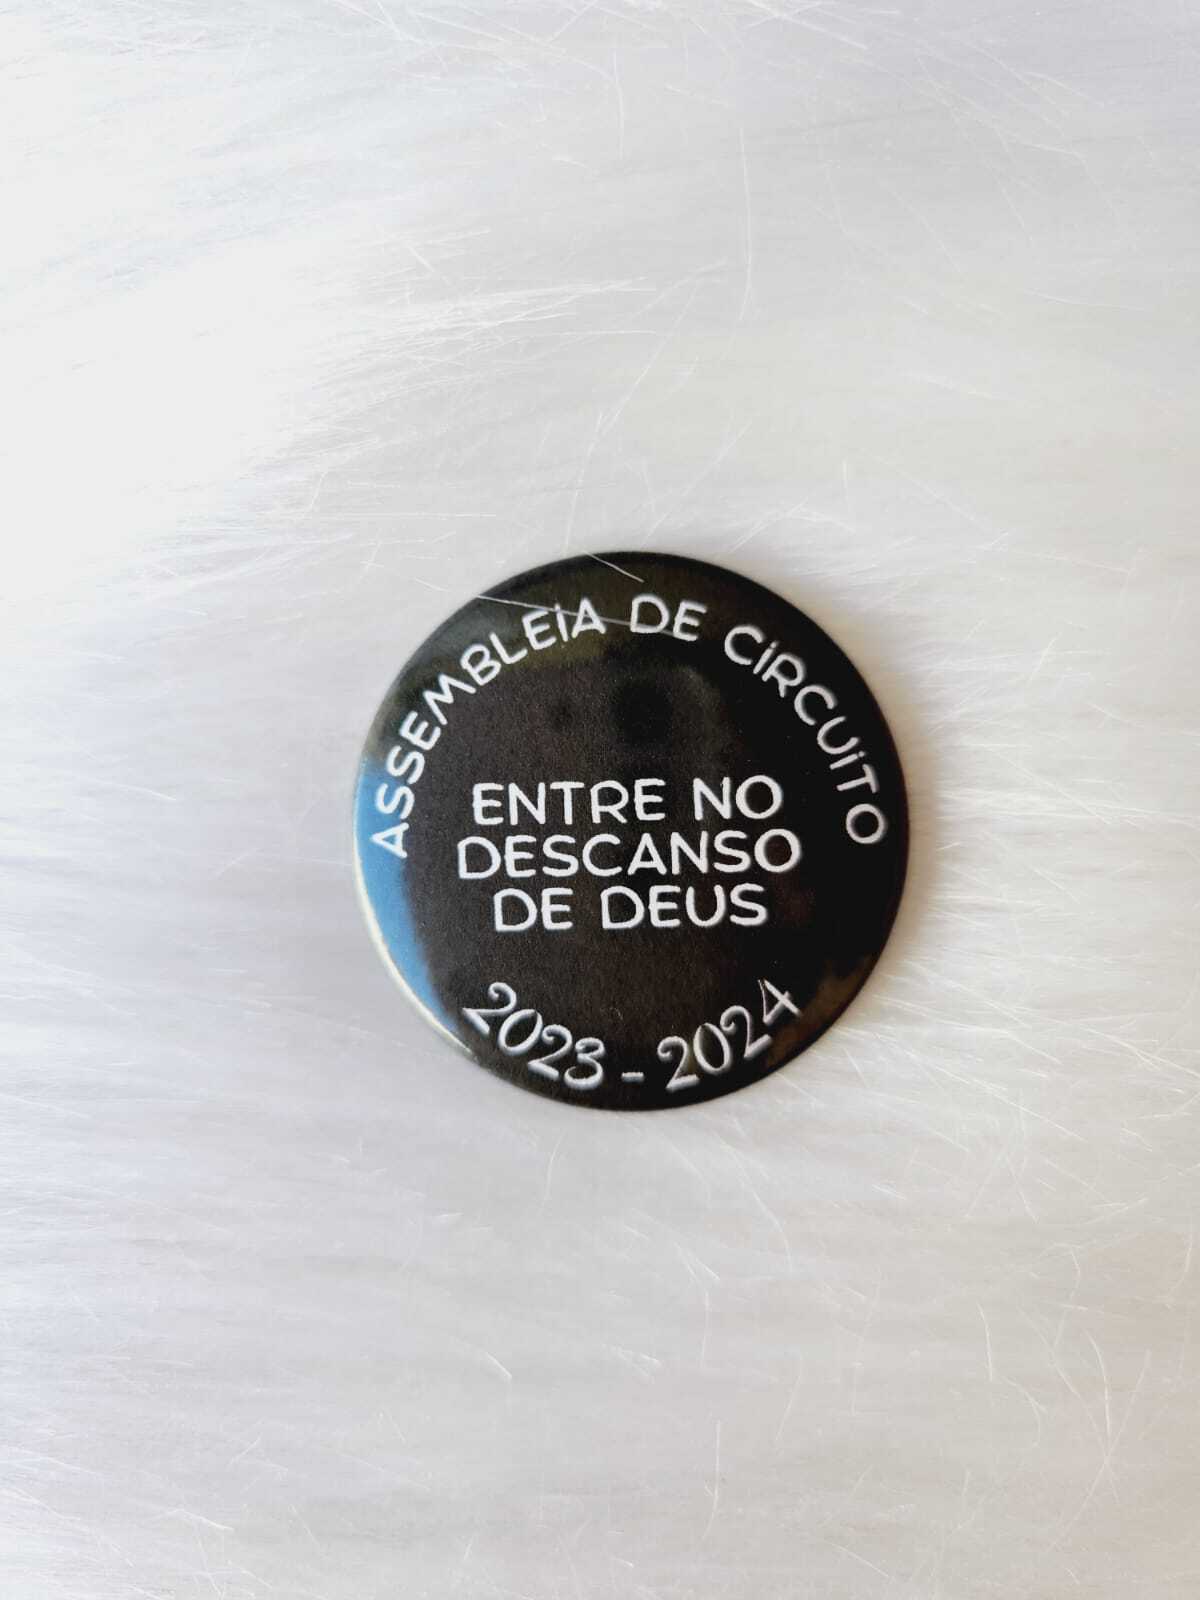 ASSEMBLEIA DE CIRCUITO
ENTRE NO
DESCANSO
DE DEUS
2023 - 2024